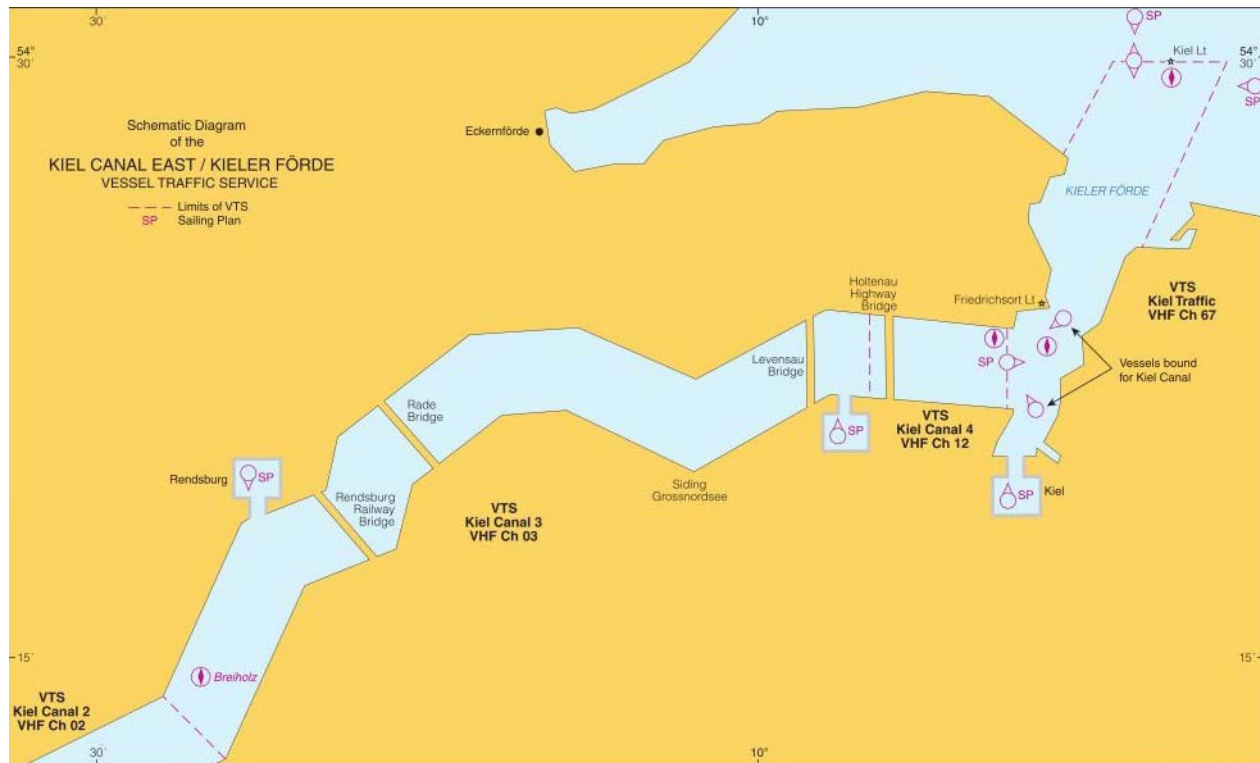 30´
10°
SP
Kiel Lt
54°
30´
54°
30´
SP
Schematic Diagram
of the
KIEL CANAL EAST / KIELER FÖRDE
VESSEL TRAFFIC SERVICE
Limits of VTS
SP Sailing Plan
Eckernförde
KIELER FÖRDE
Holtenau
Highway
Bridge
Friedrichsort Lt
VTS
Kiel Traffic
VHF Ch 67
Levensau
Bridge
SP
Vessels bound
for Kiel Canal
Rade
Bridge
SP
VTS
Kiel Canal 4
VHF Ch 12
Rendsburg
SP
Rendsburg
Railway
Bridge
Siding
Grossnordsee
SP
Kiel
VTS
Kiel Canal 3
VHF Ch 03
15´
15´
Breiholz
VTS
Kiel Canal 2
VHF Ch 02
30´
10°